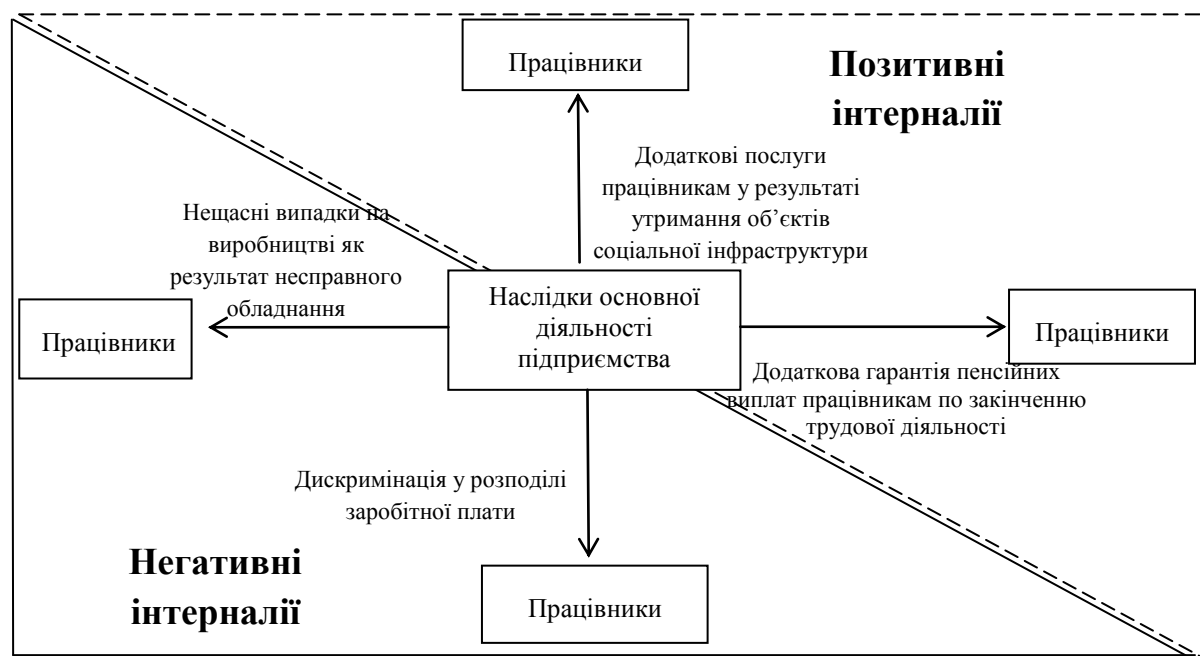 Працівники
Позитивні
інтерналії
Додаткові послуги
працівникам у результаті
утримання об’єктів
соціальної інфраструктури
Нещасні випадки на
виробництві як
результат несправного
обладнання
Працівники
Наслідки основної
діяльності
підприємства
Працівники
Додаткова гарантія пенсійних
виплат працівникам по закінченню
трудової діяльності
Дискримінація у розподілі
заробітної плати
Негативні
інтерналії
Працівники